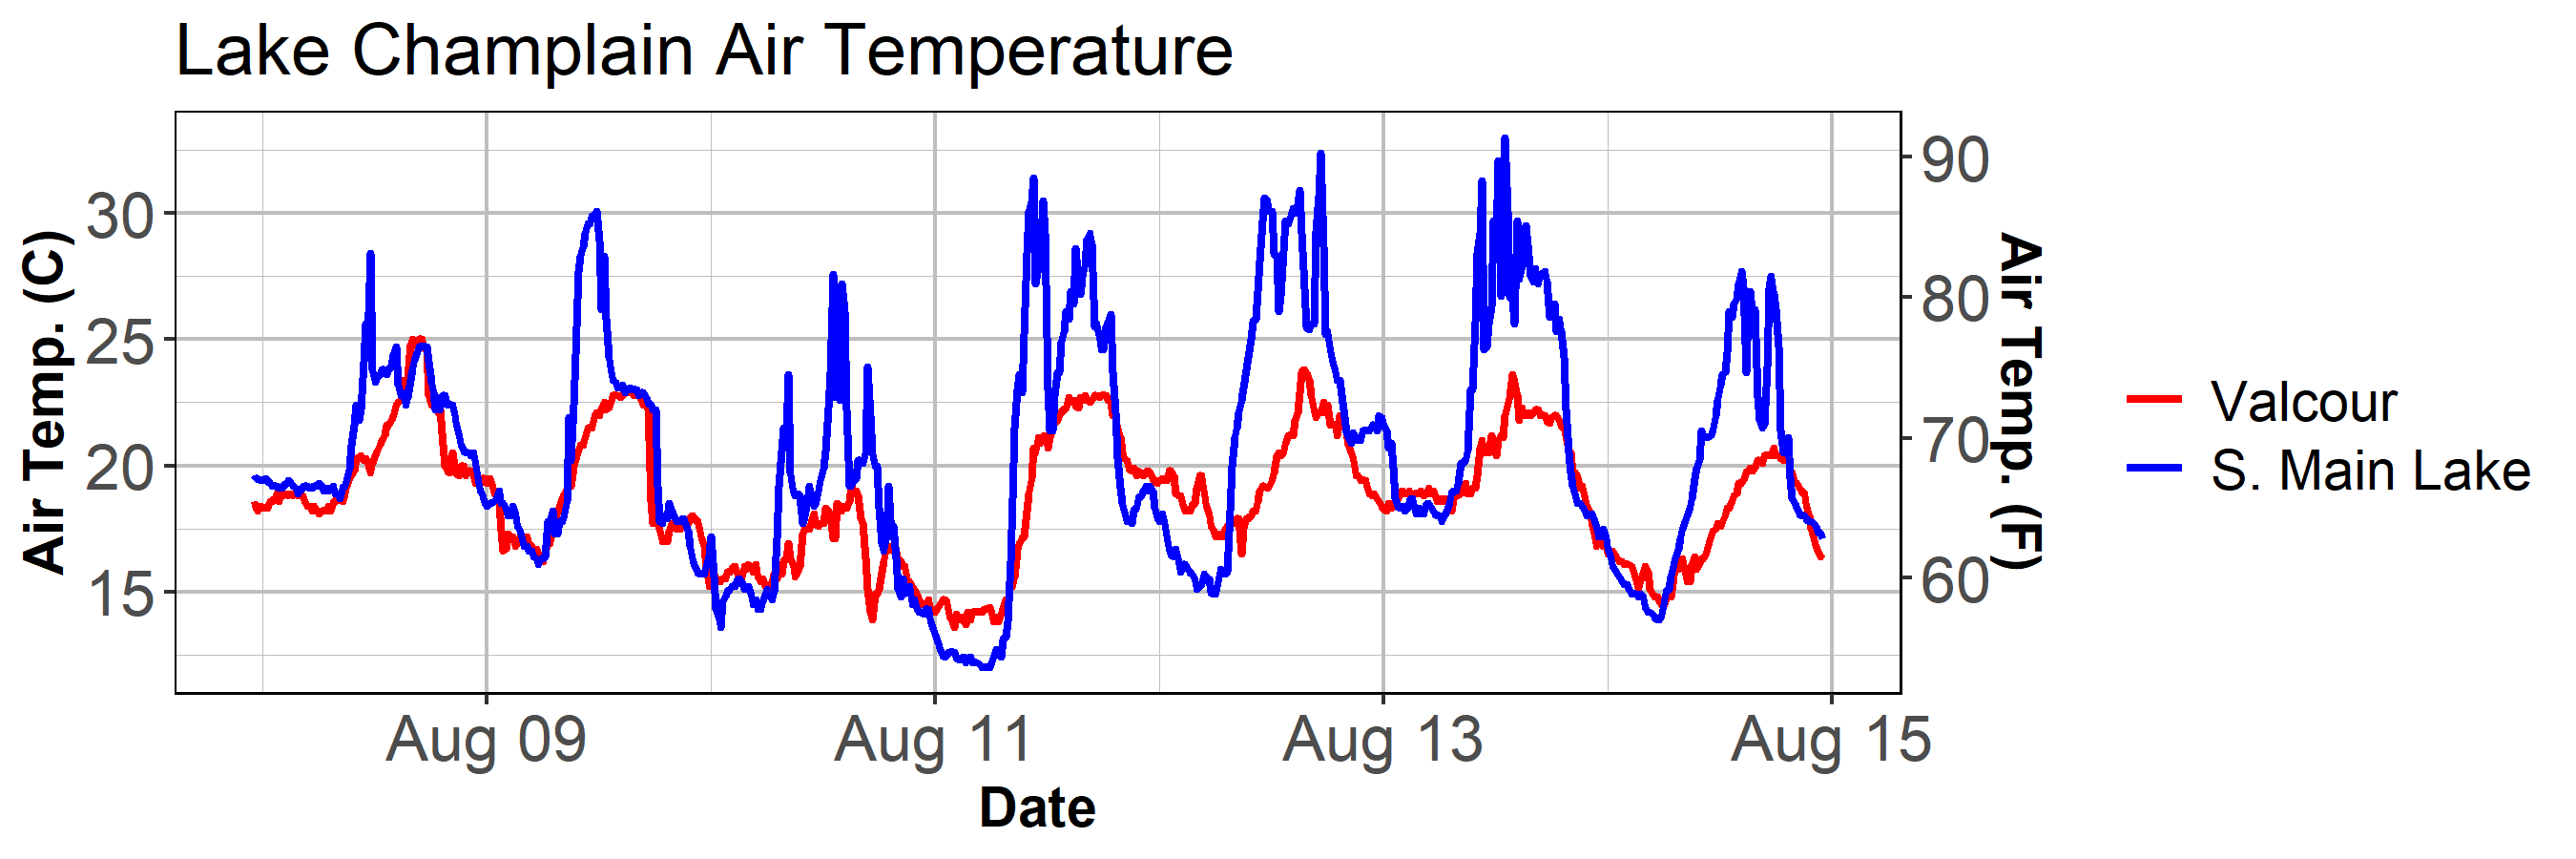 Lake Champlain Air Temperature
Air Temp. (C)
30
25
20
15
90
80
70
60
Air Temp. (F)
Aug 09
Aug 11
Aug 13
Aug 15
Date
Valcour
S. Main Lake